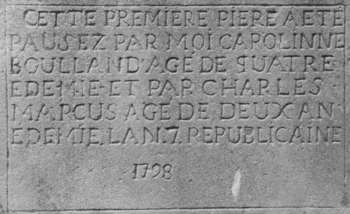 CETTE PREMIERE PIERE A ETE
PAUSEZ PAR MOI CAROLINNE
BOULLAND'AGE DE QUATRE
EDEMIE ET PAR CHARLES
MARCUS AGE DE DEUX AN
EDEMIE LAN.7 REPUBLICAINE
1798